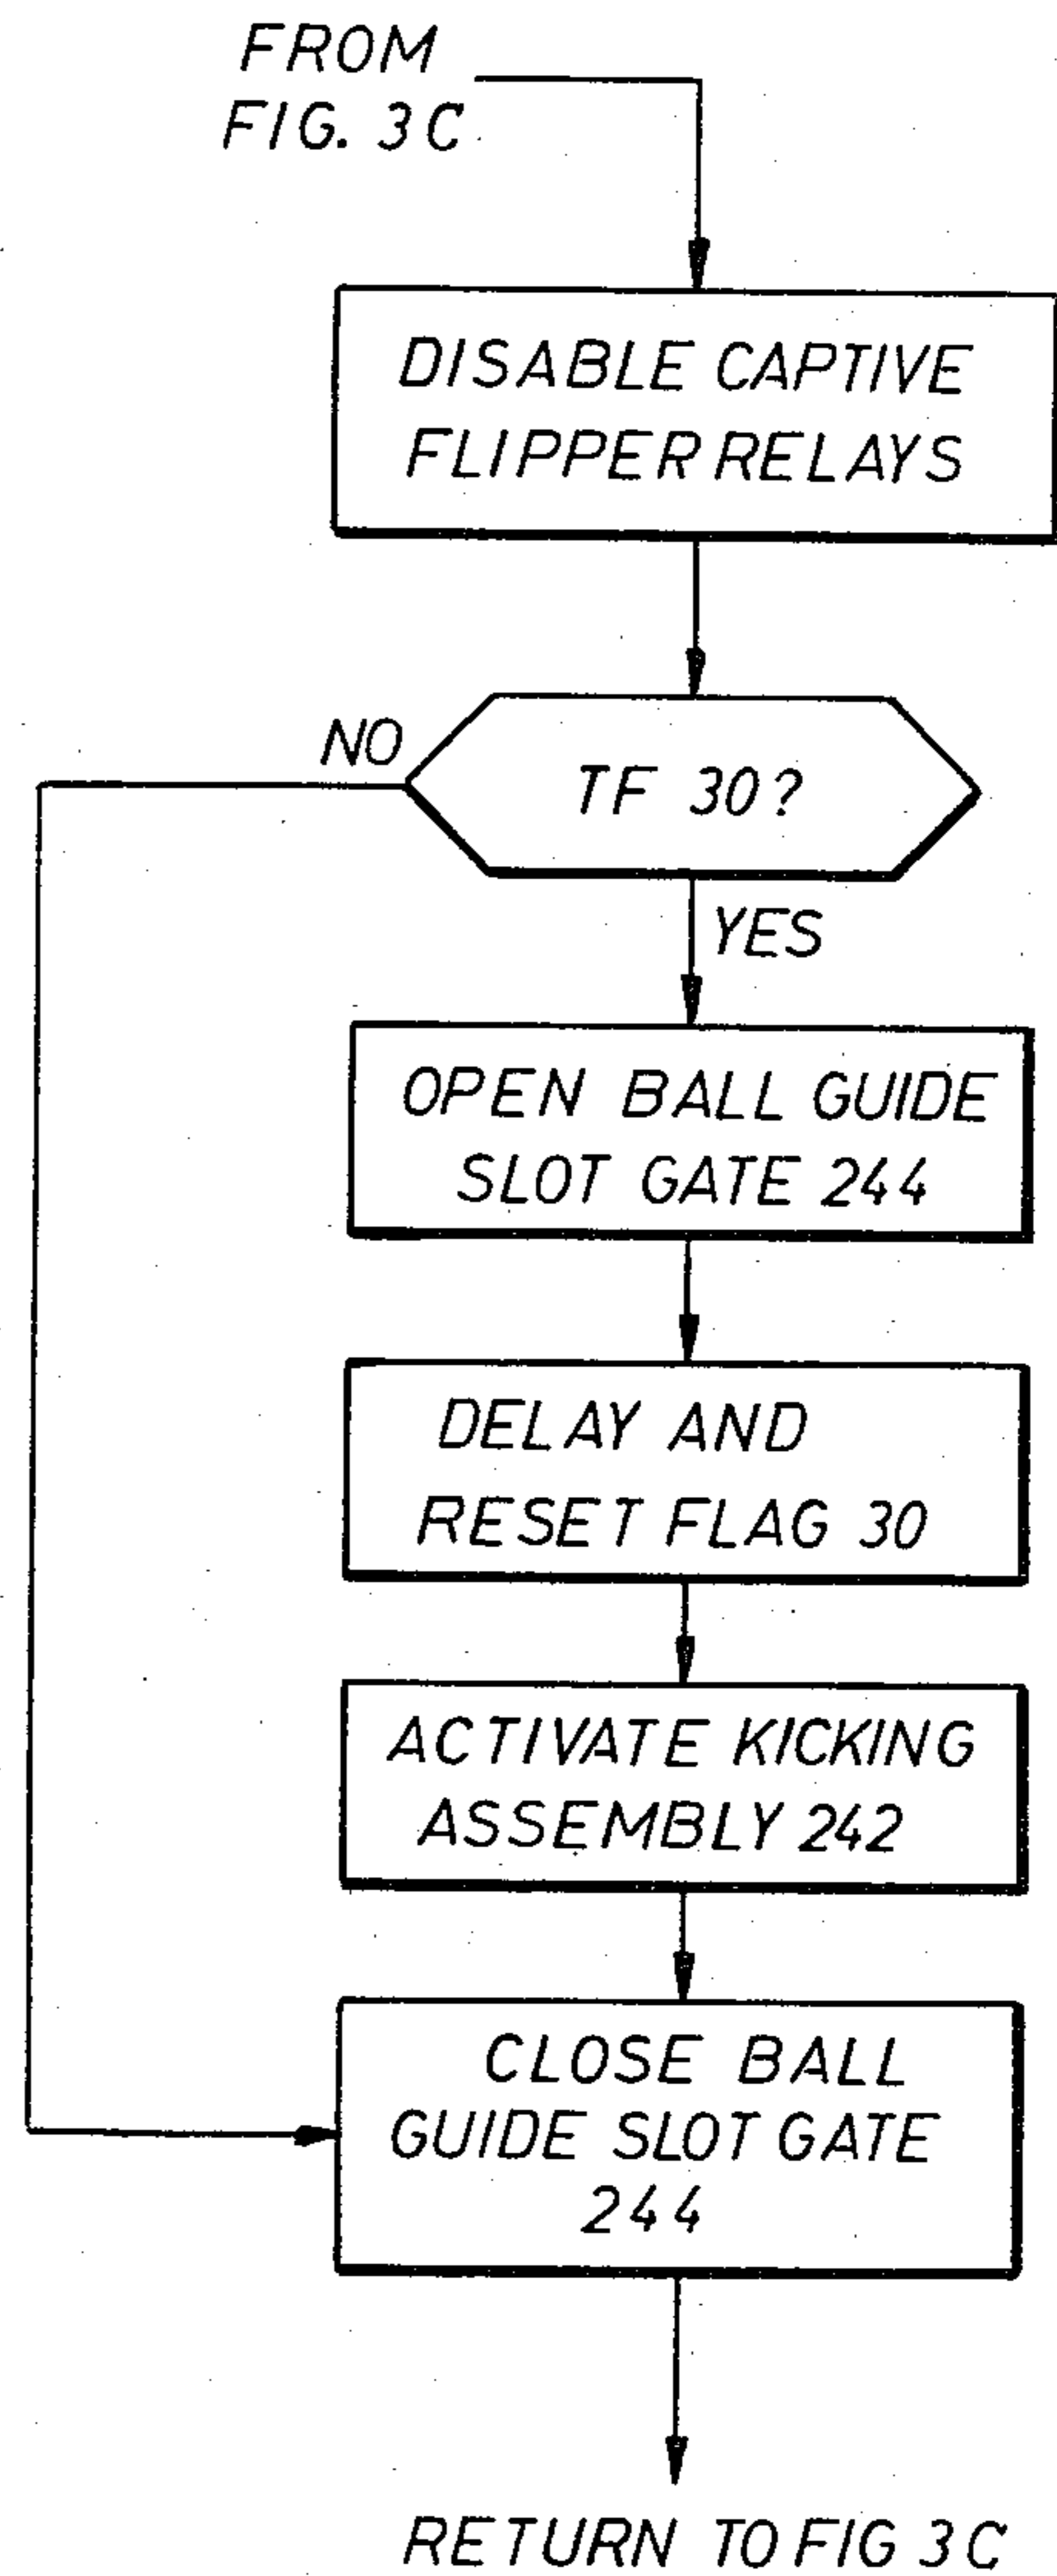 FROM
FIG. 3C
DISABLE CAPTIVE
FLIPPER RELAYS
NO
TF 30?
YES
OPEN BALL GUIDE
SLOT GATE 244
DELAY AND
RESET FLAG 30
ACTIVATE KICKING
ASSEMBLY 242
CLOSE BALL
GUIDE SLOT GATE
244
RETURN TO FIG 3C